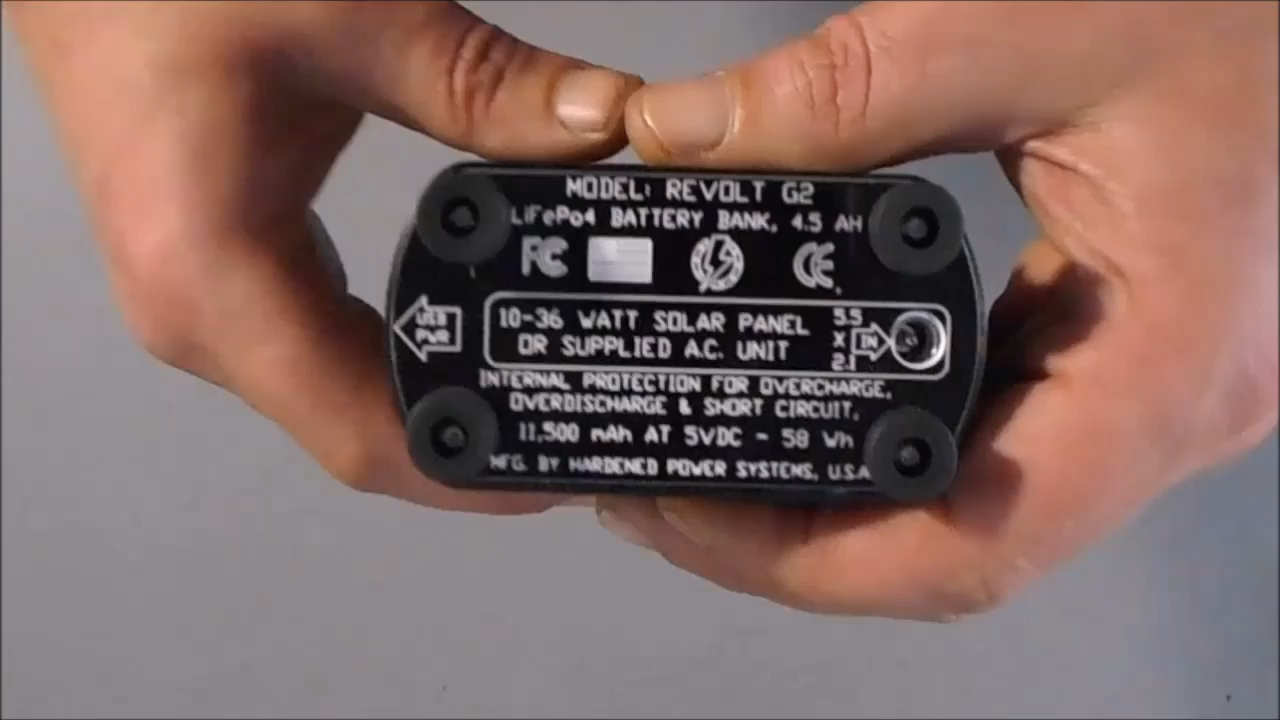 MODEL: REVOLT G2
LiFePo4 BATTERY BANK, 4.5 AH
FC CE
USB
PWR
10-36 WATT SOLAR PANEL
OR SUPPLIED A.C. UNIT
5.5
X
2.1
IN
INTERNAL PROTECTION FOR OVERCHARGE,
OVERDISCHARGE & SHORT CIRCUIT.
11,500 mAh AT 5VDC - 58 Wh
MFG. BY HARDENED POWER SYSTEMS, U.S.A